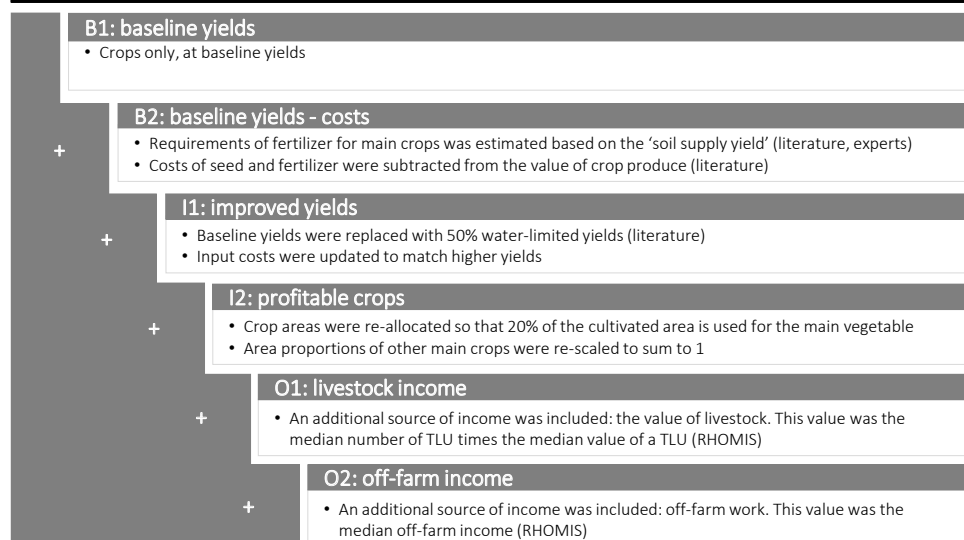 B1: baseline yields
• Crops only, at baseline yields
B2: baseline yields - costs
+
• Requirements of fertilizer for main crops was estimated based on the ‘soil supply yield’ (literature, experts)
• Costs of seed and fertilizer were subtracted from the value of crop produce (literature)
I1: improved yields
+
• Baseline yields were replaced with 50% water-limited yields (literature)
• Input costs were updated to match higher yields
I2: profitable crops
+
• Crop areas were re-allocated so that 20% of the cultivated area is used for the main vegetable
• Area proportions of other main crops were re-scaled to sum to 1
O1: livestock income
+
• An additional source of income was included: the value of livestock. This value was the
median number of TLU times the median value of a TLU (RHOMIS)
O2: off-farm income
+
• An additional source of income was included: off-farm work. This value was the
median off-farm income (RHOMIS)